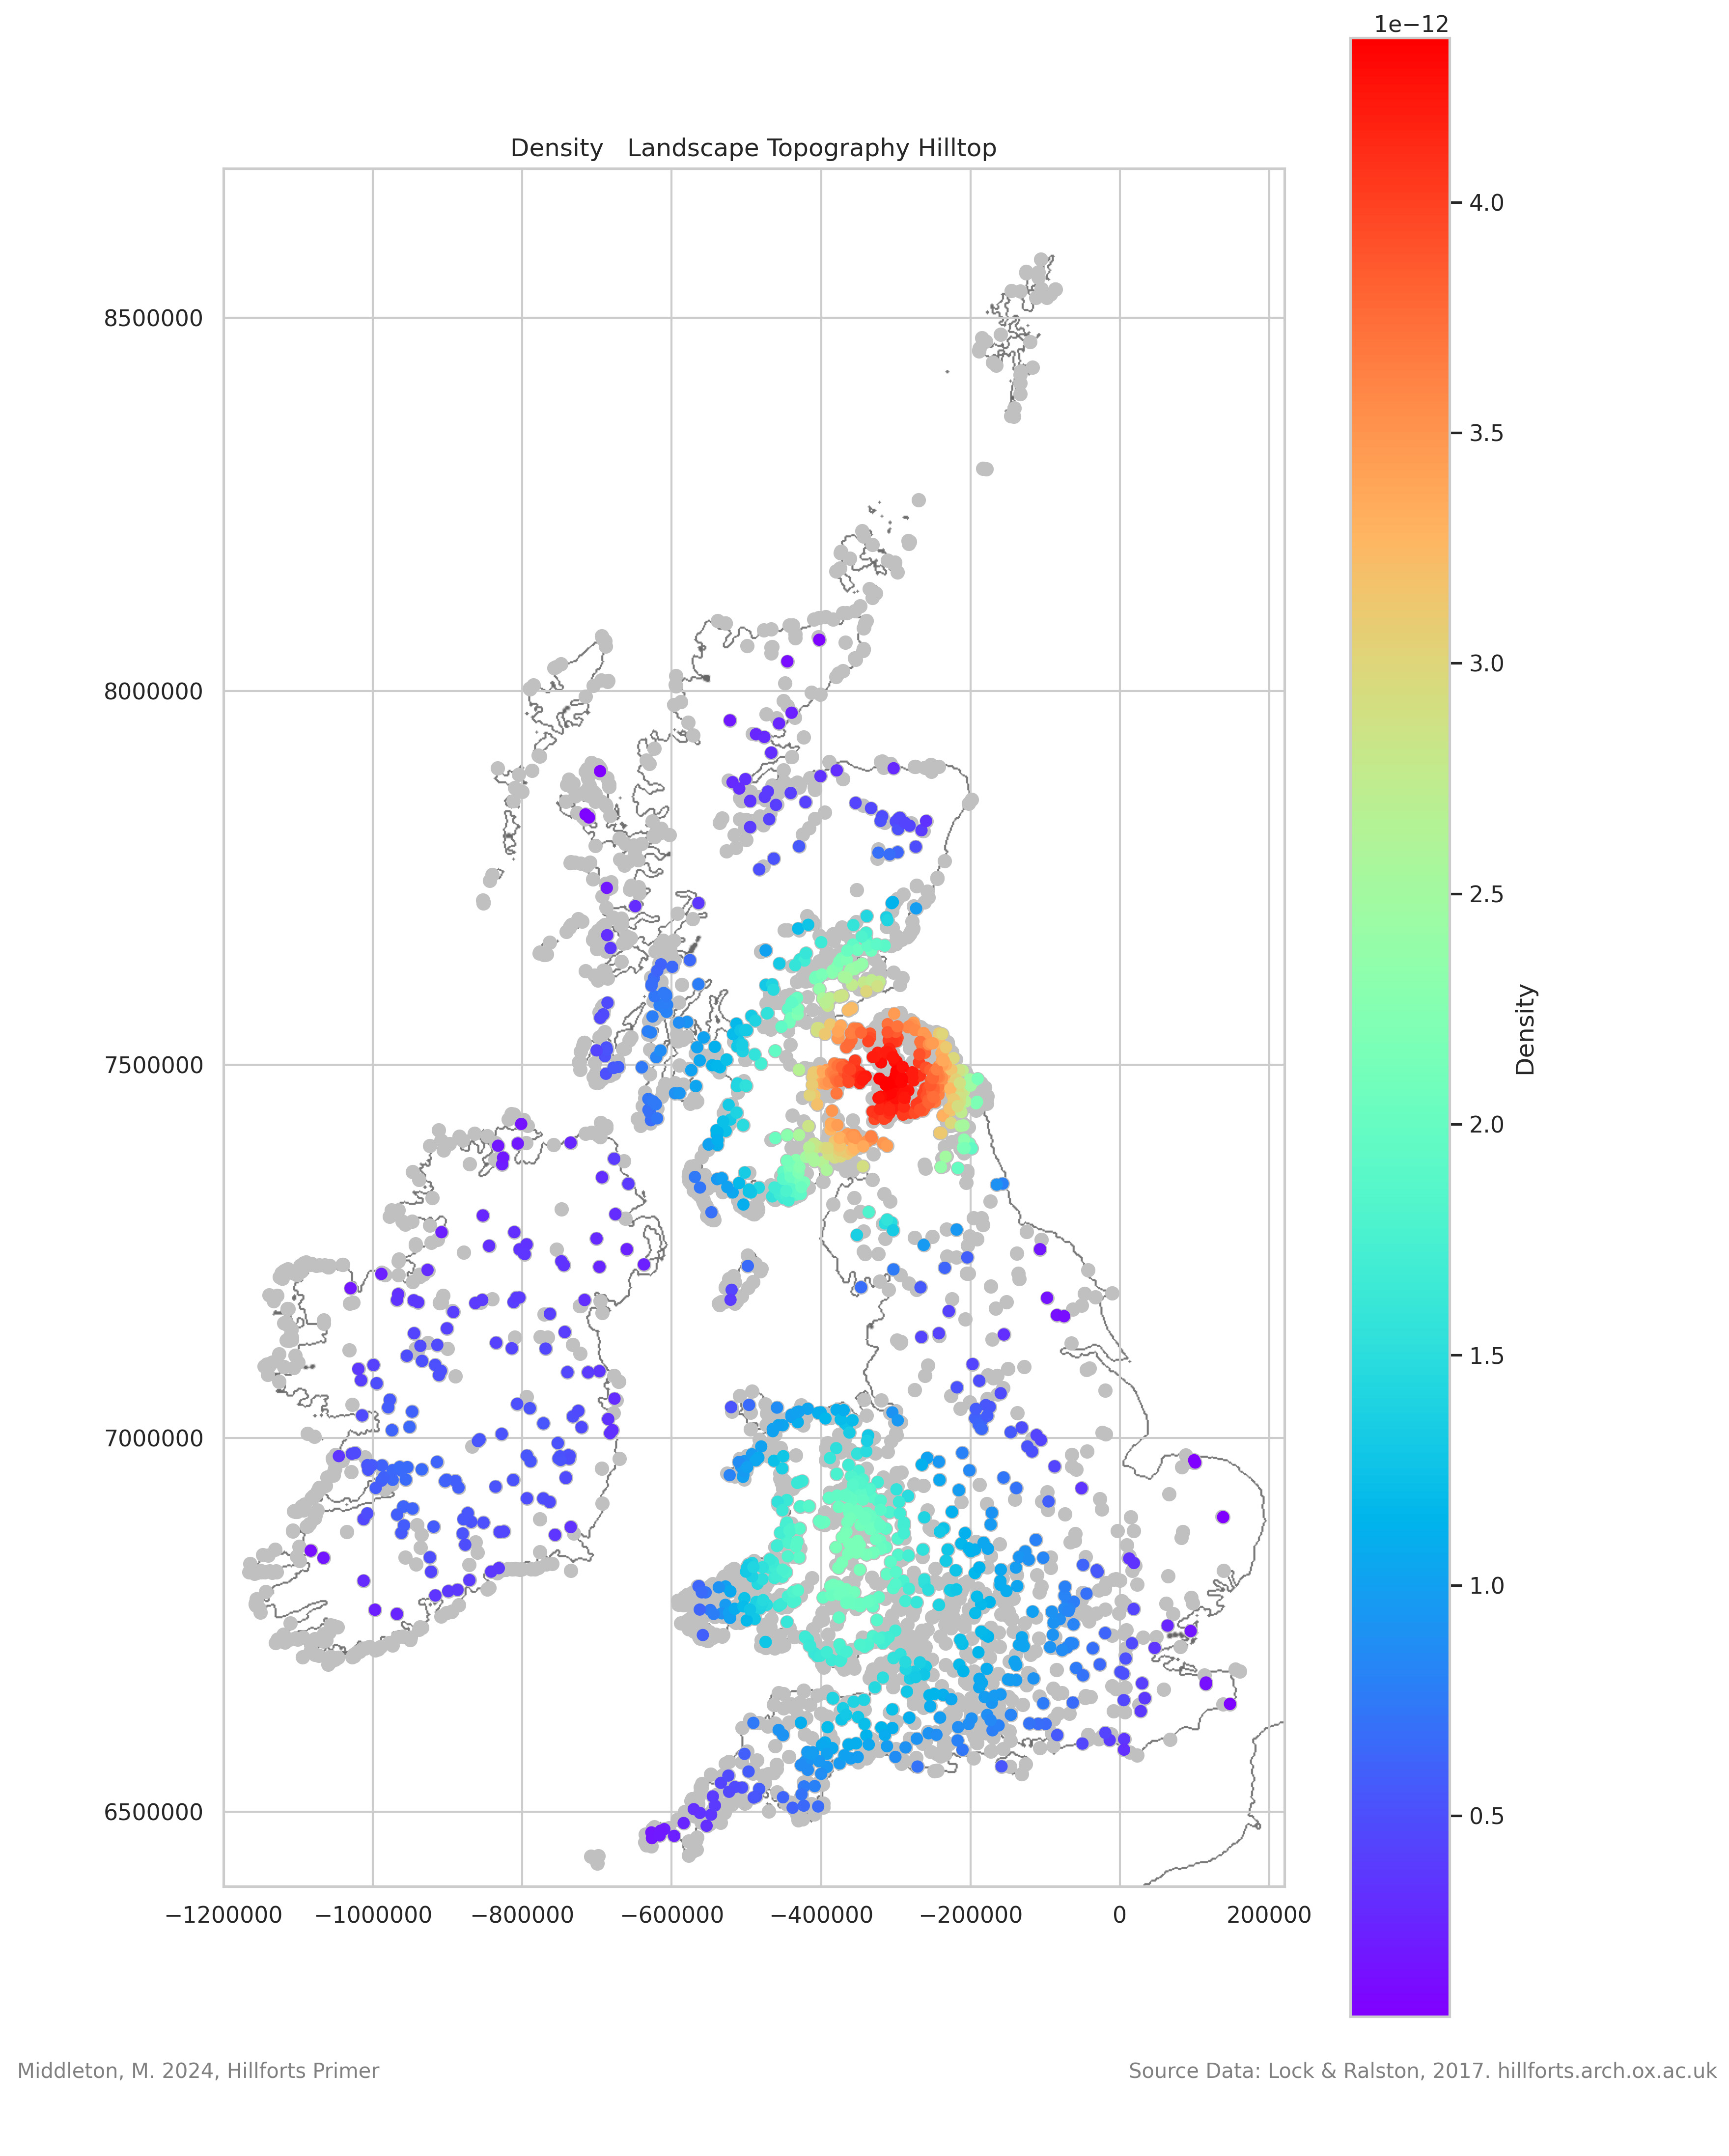 1e−12
Density   Landscape Topography Hilltop
8500000
8000000
7500000
7000000
6500000
−1200000 −1000000 −800000 −600000 −400000 −200000 0 200000
4.0
3.5
3.0
2.5
2.0
1.5
1.0
0.5
Density
Middleton, M. 2024, Hillforts Primer
Source Data: Lock & Ralston, 2017. hillforts.arch.ox.ac.uk